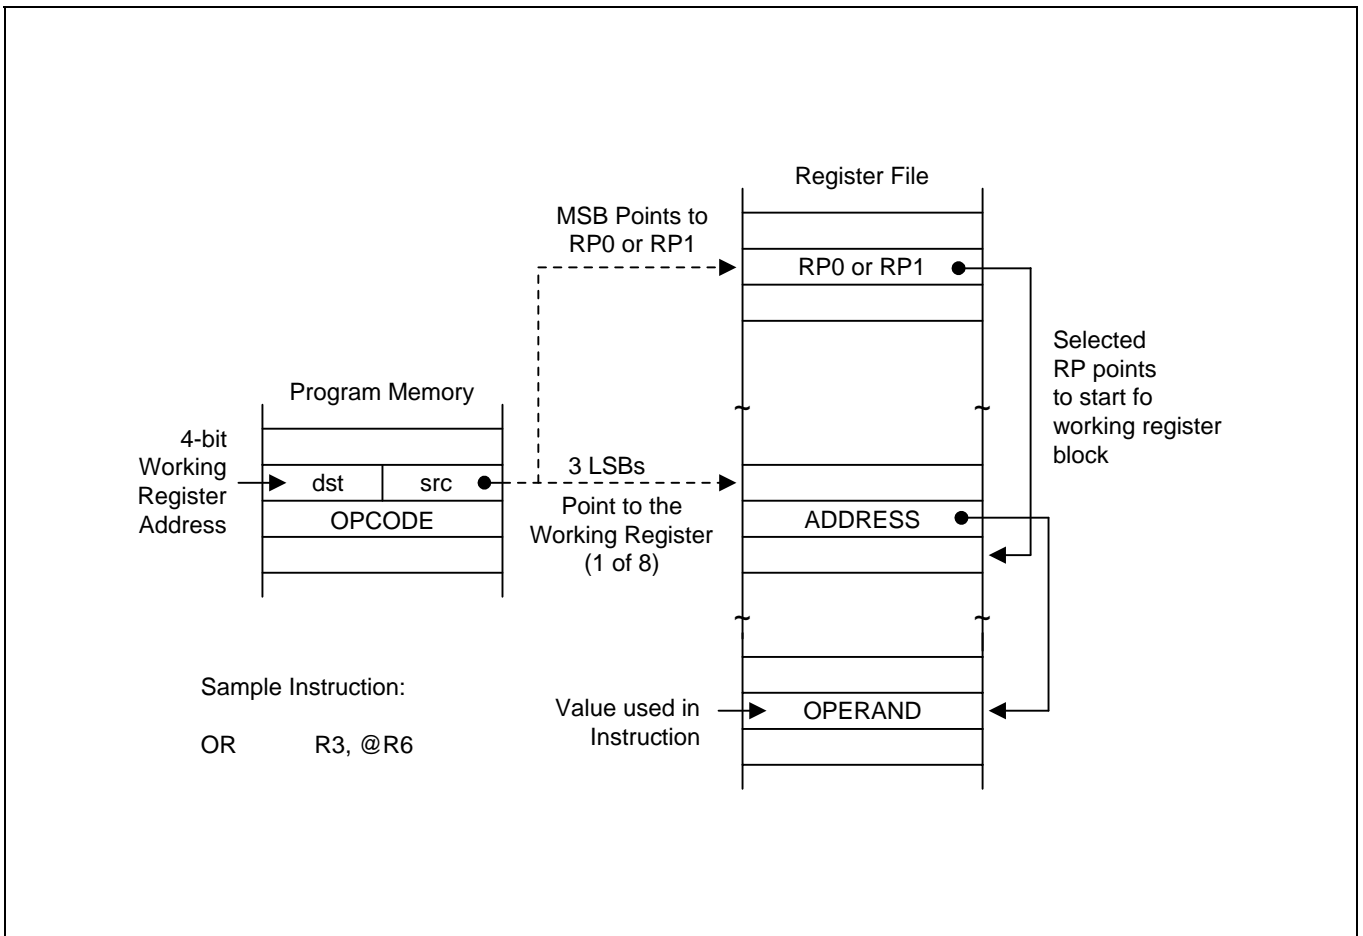 Register File
MSB Points to
RP0 or RP1
RP0 or RP1
Selected
RP points
to start fo
working register
block
Program Memory
4-bit
Working
Register
Address
dst
src
OPCODE
3 LSBs
Point to the
Working Register
(1 of 8)
ADDRESS
~
~
~
~
Sample Instruction:
OR R3, @R6
Value used in
Instruction
OPERAND